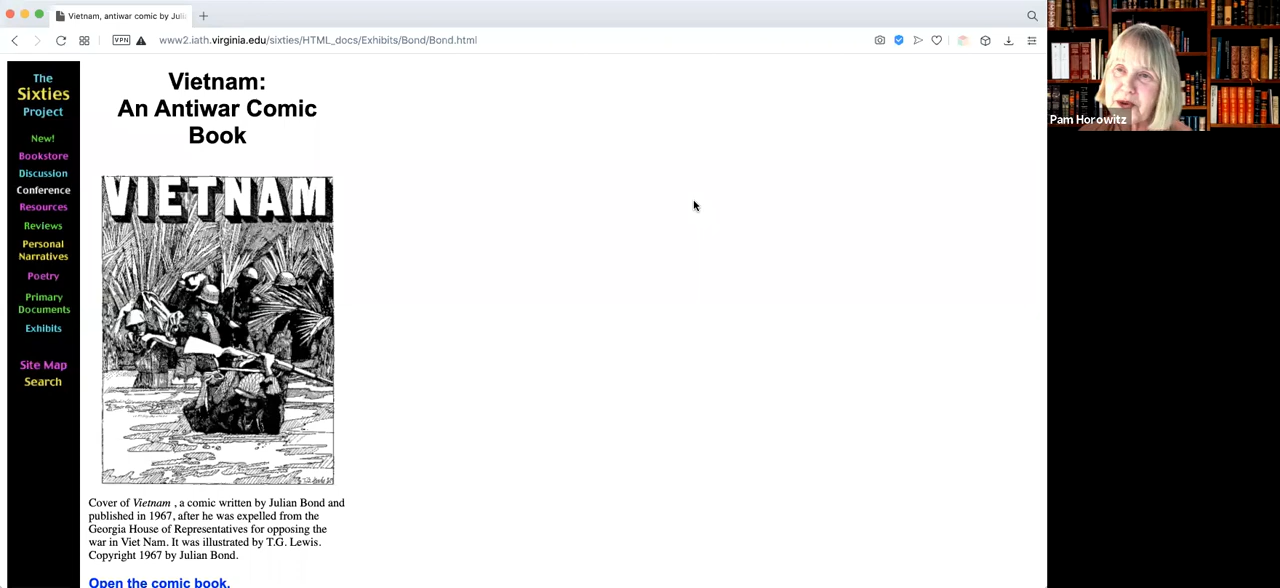 Vietnam, antiwar comic by Juli
VPN
www2.iath.virginia.edu/sixties/HTML_docs/Exhibits/Bond/Bond.html
The
Sixties
Project
New!
Bookstore
Discussion
Conference
Resources
Reviews
Personal
Narratives
Poetry
Primary
Documents
Exhibits
Site Map
Search
Vietnam:
An Antiwar Comic
Book
VIETNAM
Cover of Vietnam , a comic written by Julian Bond and
published in 1967, after he was expelled from the
Georgia House of Representatives for opposing the
war in Viet Nam. It was illustrated by T.G. Lewis.
Copyright 1967 by Julian Bond.
Open the comic book.
Pam Horowitz